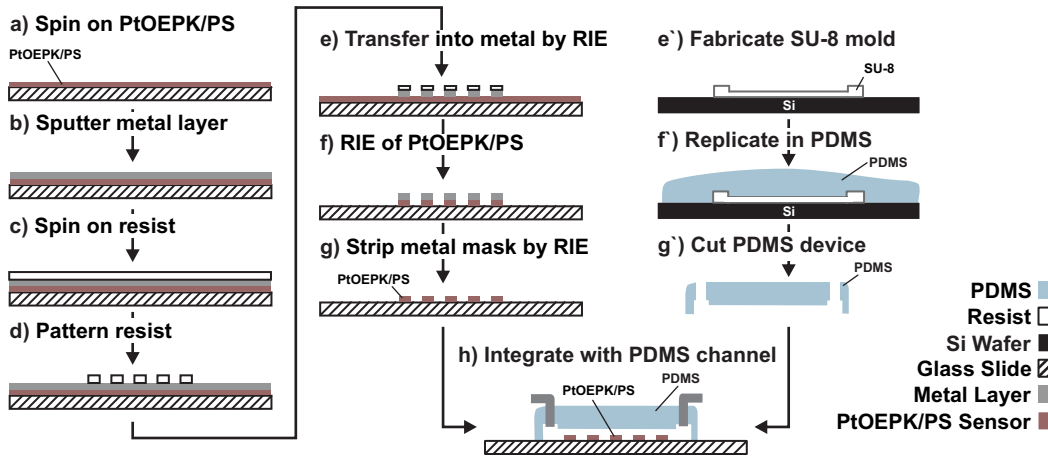 a) Spin on PtOEPK/PS
PtOEPK/PS
b) Sputter metal layer
c) Spin on resist
d) Pattern resist
e) Transfer into metal by RIE
f) RIE of PtOEPK/PS
g) Strip metal mask by RIE
PtOEPK/PS
e`) Fabricate SU-8 mold
SU-8
Si
f`) Replicate in PDMS
PDMS
Si
g`) Cut PDMS device
PDMS
h) Integrate with PDMS channel
PtOEPK/PS
PDMS
PDMS
Resist
Si Wafer
Glass Slide
Metal Layer
PtOEPK/PS Sensor